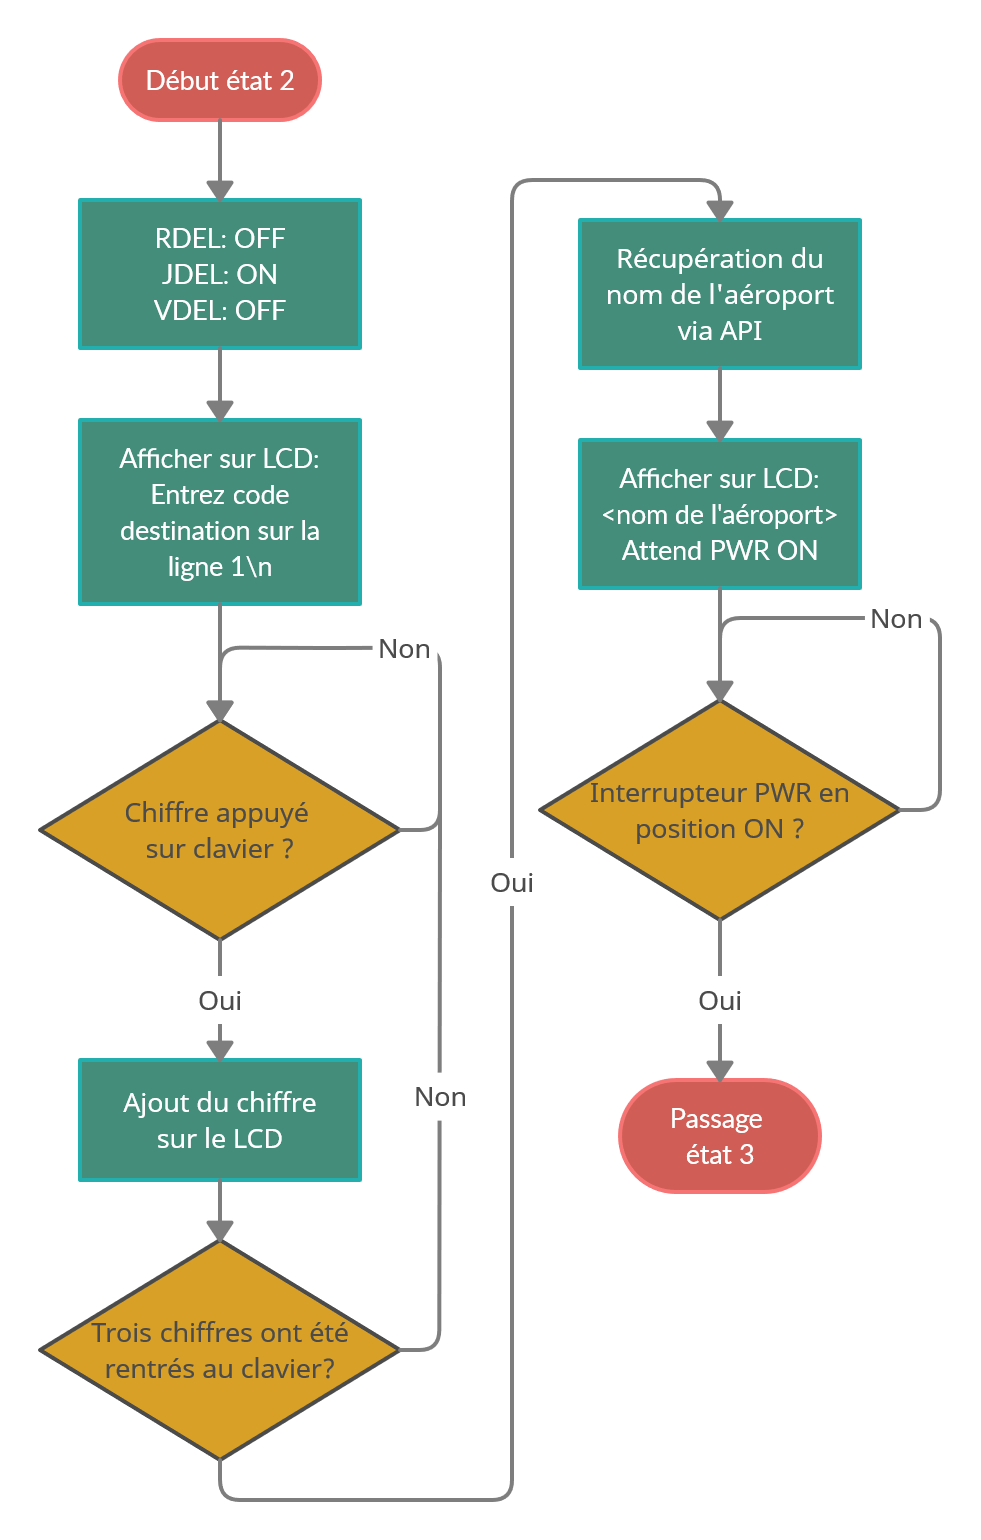 Début état 2
RDEL: OFF
JDEL: ON
VDEL: OFF
Afficher sur LCD:
Entrez code
destination sur la
ligne 1\n
Non
Chiffre appuyé
sur clavier ?
Oui
Ajout du chiffre
sur le LCD
Non
Trois chiffres ont été
rentrés au clavier?
Oui
Récupération du
nom de l'aéroport
via API
Afficher sur LCD:
<nom de l'aéroport>
Attend PWR ON
Non
Interrupteur PWR en
position ON ?
Oui
Passage
état 3